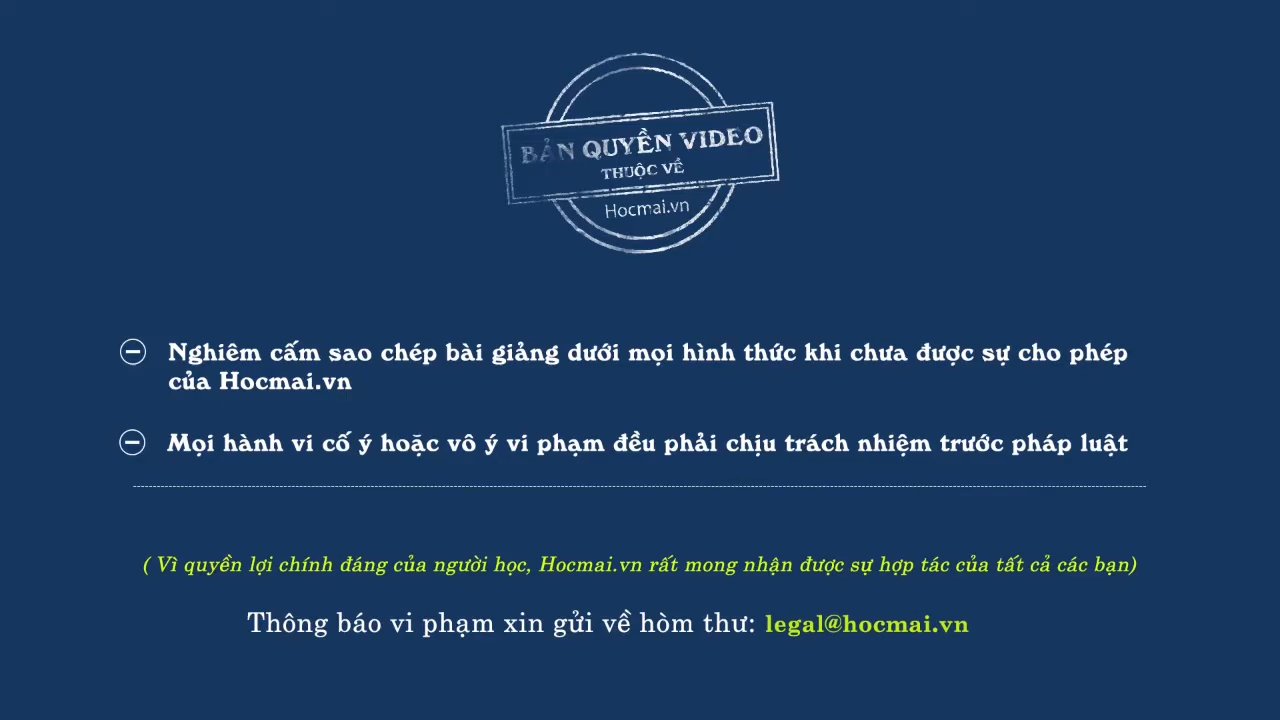 BẢN QUYỀN VIDEO
THUỘC VỀ
Hocmai.vn
Nghiêm cấm sao chép bài giảng dưới mọi hình thức khi chưa được sự cho phép
của Hocmai.vn
Mọi hành vi cố ý hoặc vô ý vi phạm đều phải chịu trách nhiệm trước pháp luật
( Vì quyền lợi chính đáng của người học, Hocmai.vn rất mong nhận được sự hợp tác của tất cả các bạn)
Thông báo vi phạm xin gửi về hòm thư: legal@hocmai.vn